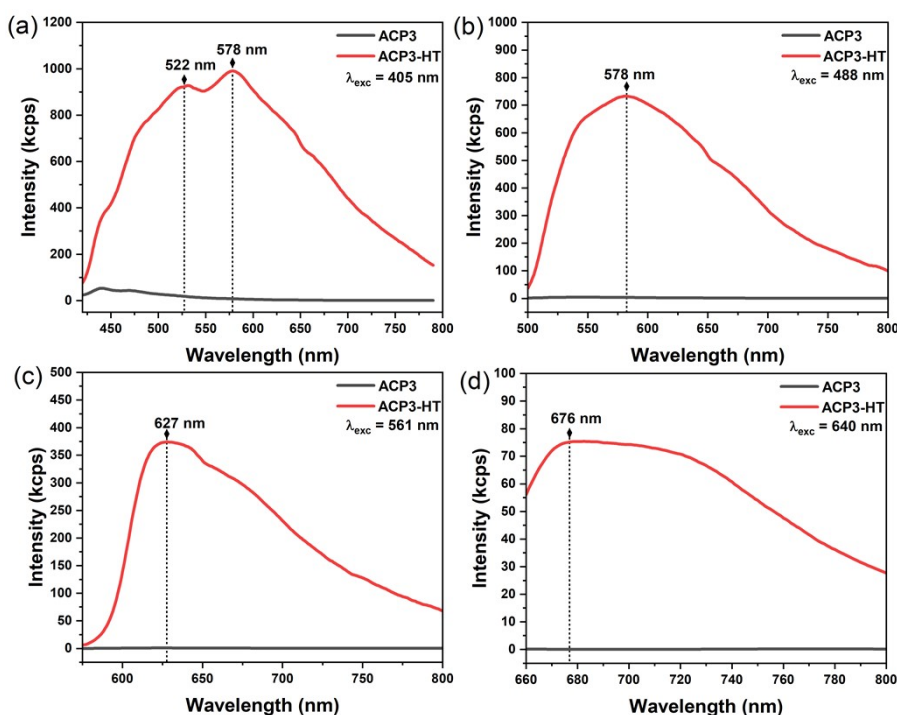 (a)
522 nm
578 nm
ACP3
ACP3-HT
λexc = 405 nm
Intensity (kcps)
1200
1000
800
600
400
200
0
450 500 550 600 650 700 750 800
Wavelength (nm)
(b)
578 nm
ACP3
ACP3-HT
λexc = 488 nm
Intensity (kcps)
1000
900
800
700
600
500
400
300
200
100
0
500 550 600 650 700 750 800
Wavelength (nm)
(c)
627 nm
ACP3
ACP3-HT
λexc = 561 nm
Intensity (kcps)
500
450
400
350
300
250
200
150
100
50
0
600 650 700 750 800
Wavelength (nm)
(d)
676 nm
ACP3
ACP3-HT
λexc = 640 nm
Intensity (kcps)
100
90
80
70
60
50
40
30
20
10
0
660 680 700 720 740 760 780 800
Wavelength (nm)